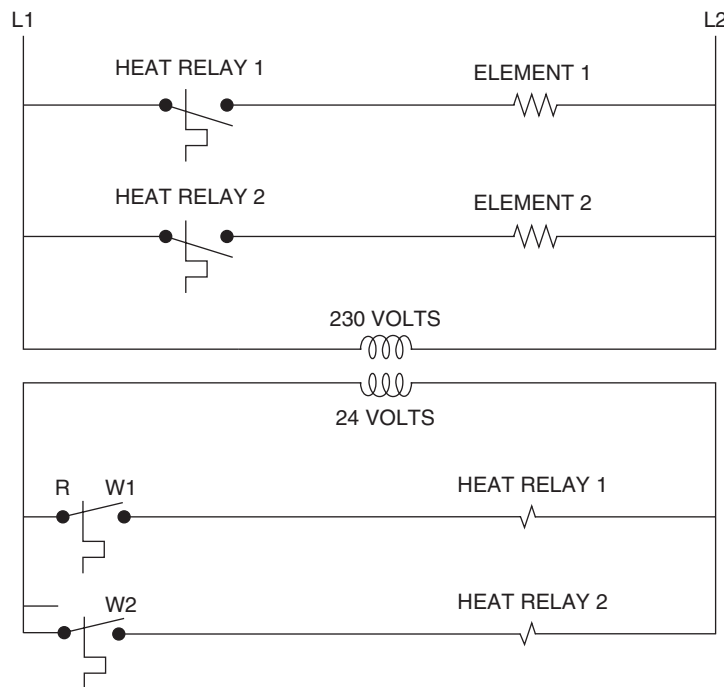 L1 L2
HEAT RELAY 1 ELEMENT 1
HEAT RELAY 2 ELEMENT 2
230 VOLTS
24 VOLTS
R W1 HEAT RELAY 1
W2 HEAT RELAY 2